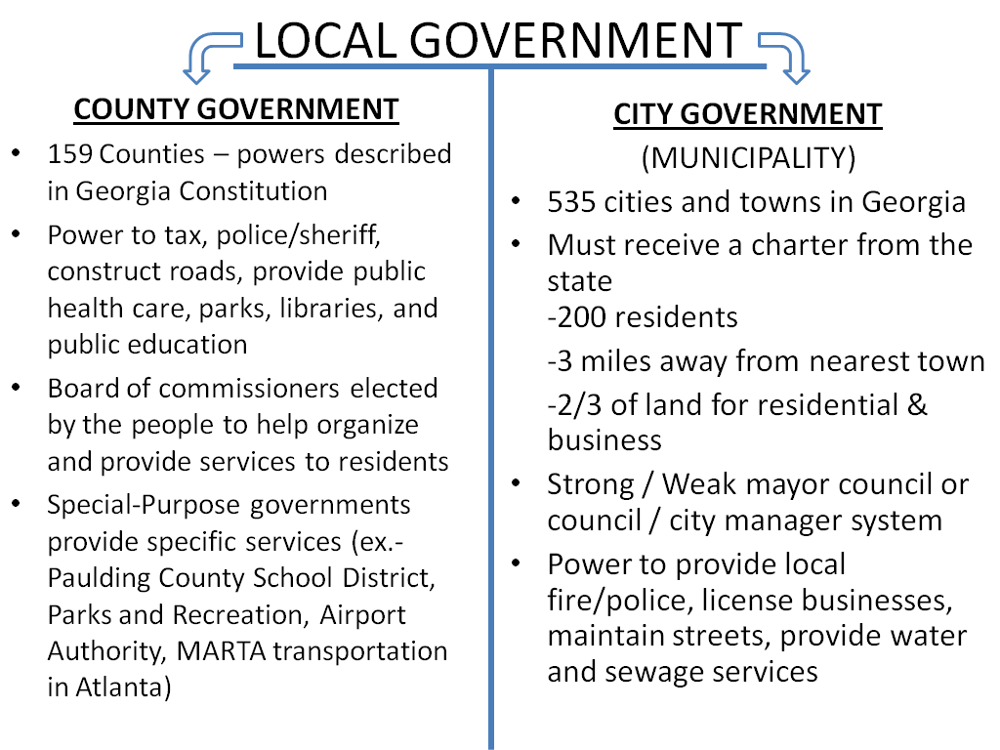 LOCAL GOVERNMENT
COUNTY GOVERNMENT
• 159 Counties – powers described
in Georgia Constitution
• Power to tax, police/sheriff,
construct roads, provide public
health care, parks, libraries, and
public education
• Board of commissioners elected
by the people to help organize
and provide services to residents
• Special-Purpose governments
provide specific services (ex.-
Paulding County School District,
Parks and Recreation, Airport
Authority, MARTA transportation
in Atlanta)
CITY GOVERNMENT
(MUNICIPALITY)
• 535 cities and towns in Georgia
• Must receive a charter from the
state
-200 residents
-3 miles away from nearest town
-2/3 of land for residential &
business
• Strong / Weak mayor council or
council / city manager system
• Power to provide local
fire/police, license businesses,
maintain streets, provide water
and sewage services